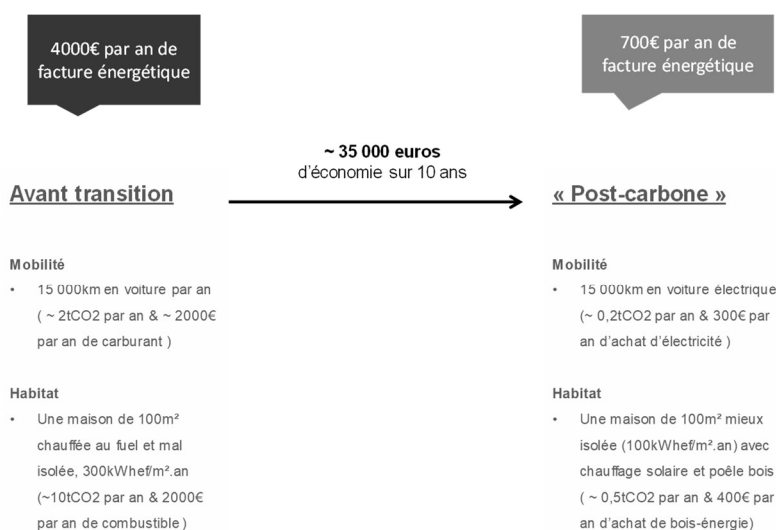 4000€ par an de
facture énergétique
700€ par an de
facture énergétique
~ 35 000 euros
d'économie sur 10 ans
Avant transition
« Post-carbone »
Mobilité
• 15 000km en voiture par an
( ~ 2tCO2 par an & ~ 2000€
par an de carburant )
Habitat
• Une maison de 100m²
chauffée au fuel et mal
isolée, 300kWhef/m².an
(~10tCO2 par an & 2000€
par an de combustible )
Mobilité
• 15 000km en voiture électrique
(~ 0,2tCO2 par an & 300€ par
an d'achat d'électricité )
Habitat
• Une maison de 100m² mieux
isolée (100kWhef/m².an) avec
chauffage solaire et poêle bois
( ~ 0,5tCO2 par an & 400€ par
an d'achat de bois-énergie)